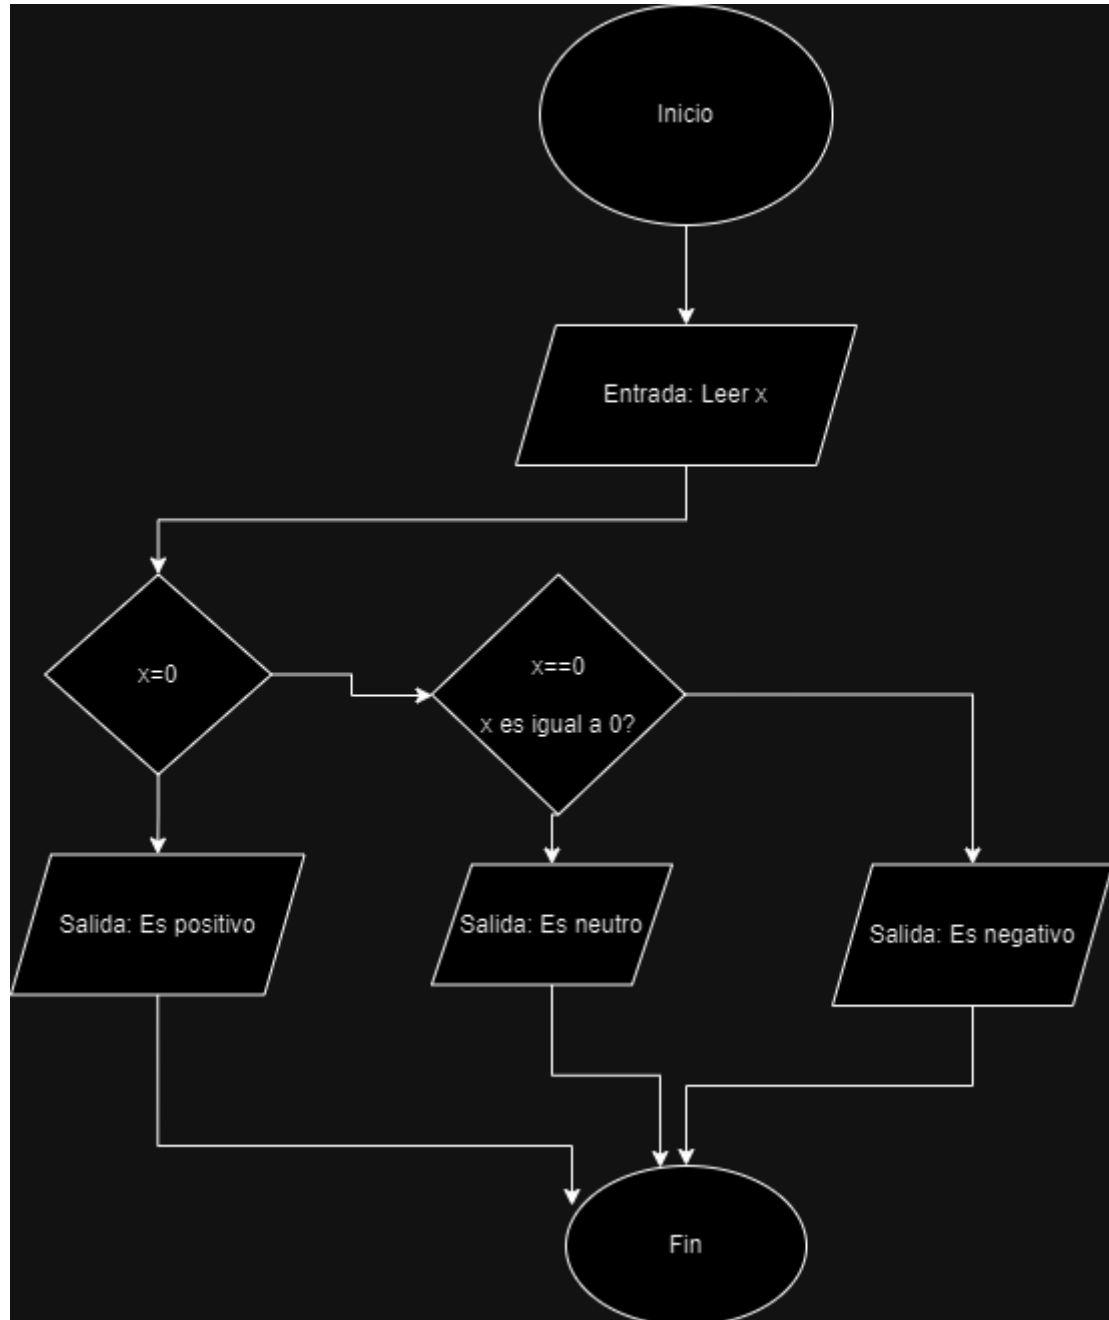 Inicio
Entrada: Leer x
x=0
x==0
x es igual a 0?
Salida: Es positivo
Salida: Es neutro
Salida: Es negativo
Fin